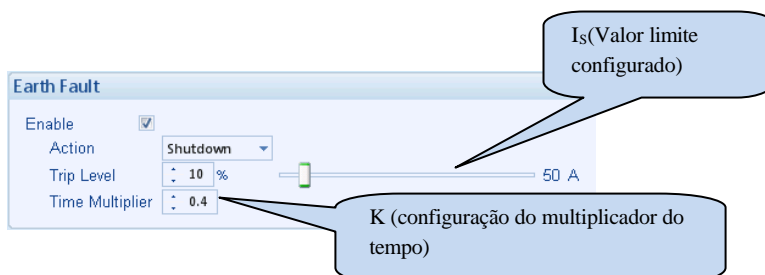 I_S(Valor limite
configurado)
Earth Fault
Enable
Action Shutdown
Trip Level 10 % 50 A
Time Multiplier 0.4
K (configuração do multiplicador do
tempo)